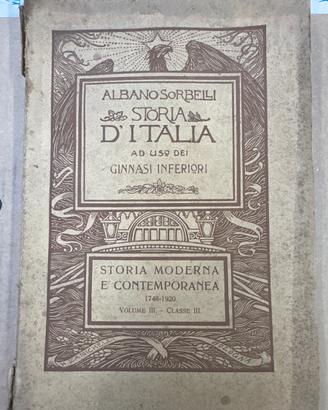 ALBANO SORBELLI
STORIA
D'ITALIA
AD USO DEI
GINNASI INFERIORI
STORIA MODERNA
E CONTEMPORANEA
1748-1920
VOLUME III. - CLASSE III.